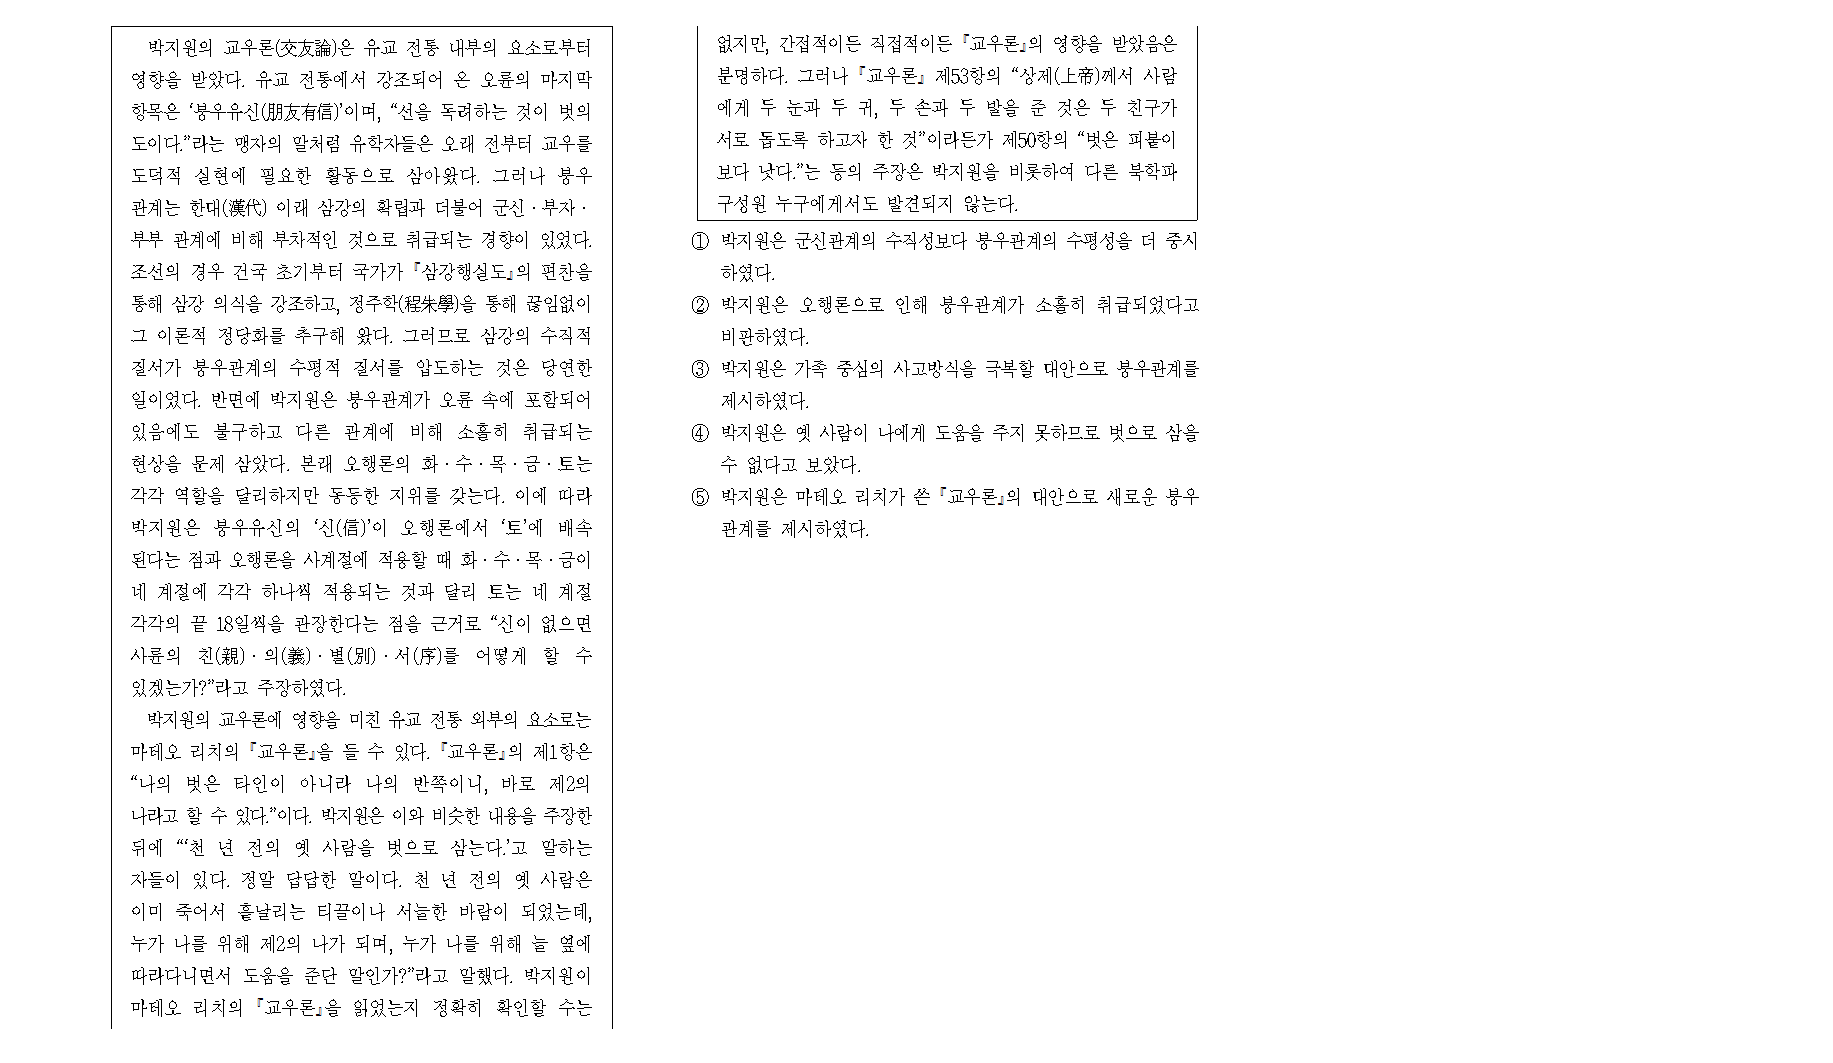 박지원의 교우론(交友論)은 유교 전통 내부의 요소로부터
영향을 받았다. 유교 전통에서 강조되어 온 오륜의 마지막
항목은 ‘붕우유신(朋友有信)’이며, “선을 독려하는 것이 벗의
도이다.”라는 맹자의 말처럼 유학자들은 오래 전부터 교우를
도덕적 실현에 필요한 활동으로 삼아왔다. 그러나 붕우
관계는 한대(漢代) 이래 삼강의 확립과 더불어 군신ㆍ부자ㆍ
부부 관계에 비해 부차적인 것으로 취급되는 경향이 있었다.
조선의 경우 건국 초기부터 국가가 『삼강행실도』의 편찬을
통해 삼강 의식을 강조하고, 정주학(程朱學)을 통해 끊임없이
그 이론적 정당화를 추구해 왔다. 그러므로 삼강의 수직적
질서가 붕우관계의 수평적 질서를 압도하는 것은 당연한
일이었다. 반면에 박지원은 붕우관계가 오륜 속에 포함되어
있음에도 불구하고 다른 관계에 비해 소홀히 취급되는
현상을 문제 삼았다. 본래 오행론의 화ㆍ수ㆍ목ㆍ금ㆍ토는
각각 역할을 달리하지만 동등한 지위를 갖는다. 이에 따라
박지원은 붕우유신의 ‘신(信)’이 오행론에서 ‘토’에 배속
된다는 점과 오행론을 사계절에 적용할 때 화ㆍ수ㆍ목ㆍ금이
네 계절에 각각 하나씩 적용되는 것과 달리 토는 네 계절
각각의 끝 18일씩을 관장한다는 점을 근거로 “신이 없으면
사륜의 친(親)ㆍ의(義)ㆍ별(別)ㆍ서(序)를 어떻게 할 수
있겠는가?”라고 주장하였다.
박지원의 교우론에 영향을 미친 유교 전통 외부의 요소로는
마테오 리치의 『교우론』을 들 수 있다. 『교우론』의 제1항은
“나의 벗은 타인이 아니라 나의 반쪽이니, 바로 제2의
나라고 할 수 있다.”이다. 박지원은 이와 비슷한 내용을 주장한
뒤에 “‘천 년 전의 옛 사람을 벗으로 삼는다.’고 말하는
자들이 있다. 정말 답답한 말이다. 천 년 전의 옛 사람은
이미 죽어서 흩날리는 티끌이나 서늘한 바람이 되었는데,
누가 나를 위해 제2의 나가 되며, 누가 나를 위해 늘 옆에
따라다니면서 도움을 준단 말인가?”라고 말했다. 박지원이
마테오 리치의 『교우론』을 읽었는지 정확히 확인할 수는
없지만, 간접적이든 직접적이든 『교우론』의 영향을 받았음은
분명하다. 그러나 『교우론』 제53항의 “상제(上帝)께서 사람
에게 두 눈과 두 귀, 두 손과 두 발을 준 것은 두 친구가
서로 돕도록 하고자 한 것”이라든가 제50항의 “벗은 피붙이
보다 낫다.”는 등의 주장은 박지원을 비롯하여 다른 북학파
구성원 누구에게서도 발견되지 않는다.
① 박지원은 군신관계의 수직성보다 붕우관계의 수평성을 더 중시
하였다.
② 박지원은 오행론으로 인해 붕우관계가 소홀히 취급되었다고
비판하였다.
③ 박지원은 가족 중심의 사고방식을 극복할 대안으로 붕우관계를
제시하였다.
④ 박지원은 옛 사람이 나에게 도움을 주지 못하므로 벗으로 삼을
수 없다고 보았다.
⑤ 박지원은 마테오 리치가 쓴 『교우론』의 대안으로 새로운 붕우
관계를 제시하였다.